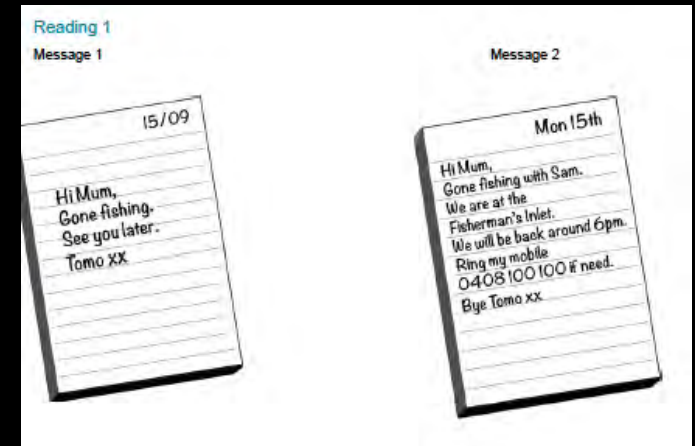 Reading 1
Message 1
15/09
Hi Mum,
Gone fishing.
See you later.
Tomo xx
Message 2
Mon 15th
Hi Mum,
Gone fishing with Sam.
We are at the
Fisherman's Inlet.
We will be back around 6pm.
Ring my mobile
0408 100 100 if need.
Bye Tomo xx